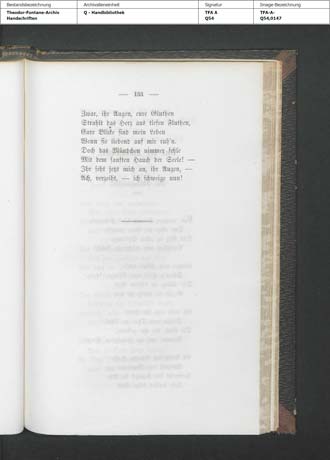 Bestandsbezeichnung Archivalieneinheit Signatur Image-Bezeichnung
Theodor-Fontane-Archiv Q - Handbibliothek TFA A TFA-A-
Handschriften Q54 Q54,0147
— 133 —
Zwar, ihr Augen, eure Gluthen
Strahlt das Herz aus tiefen Fluthen,
Eure Blicke sind mein Leben
Wenn sie liebend auf mir ruh'n.
Doch das Mündchen nimmer fehle
Mit dem sanften Hauch der Seele! —
Ihr seht jetzt mich an, ihr Augen, —
Ach, verzeiht, — ich schweige nun!